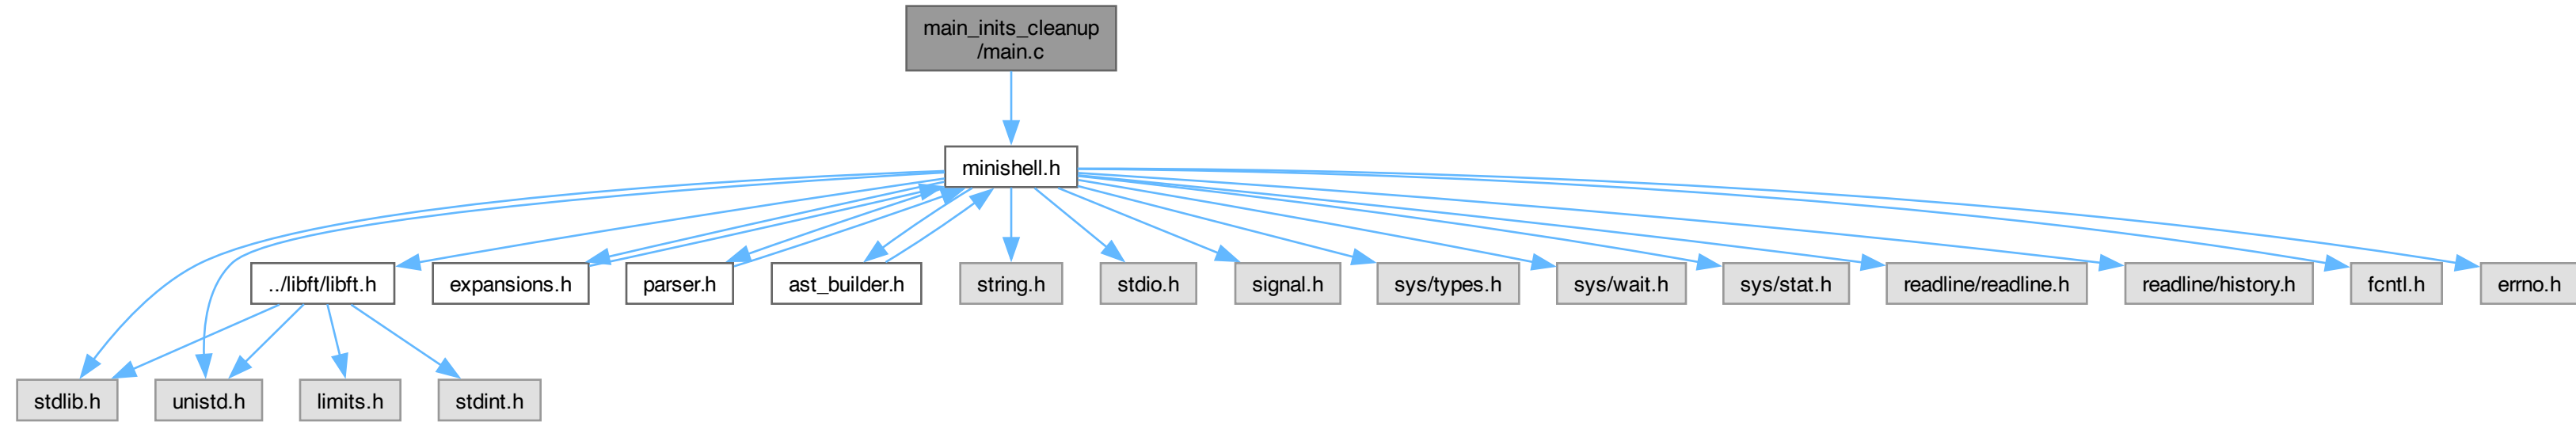 main_inits_cleanup
/main.c
minishell.h
../libft/libft.h
expansions.h
parser.h
ast_builder.h
string.h
stdio.h
signal.h
sys/types.h
sys/wait.h
sys/stat.h
readline/readline.h
readline/history.h
fcntl.h
errno.h
stdlib.h
unistd.h
limits.h
stdint.h